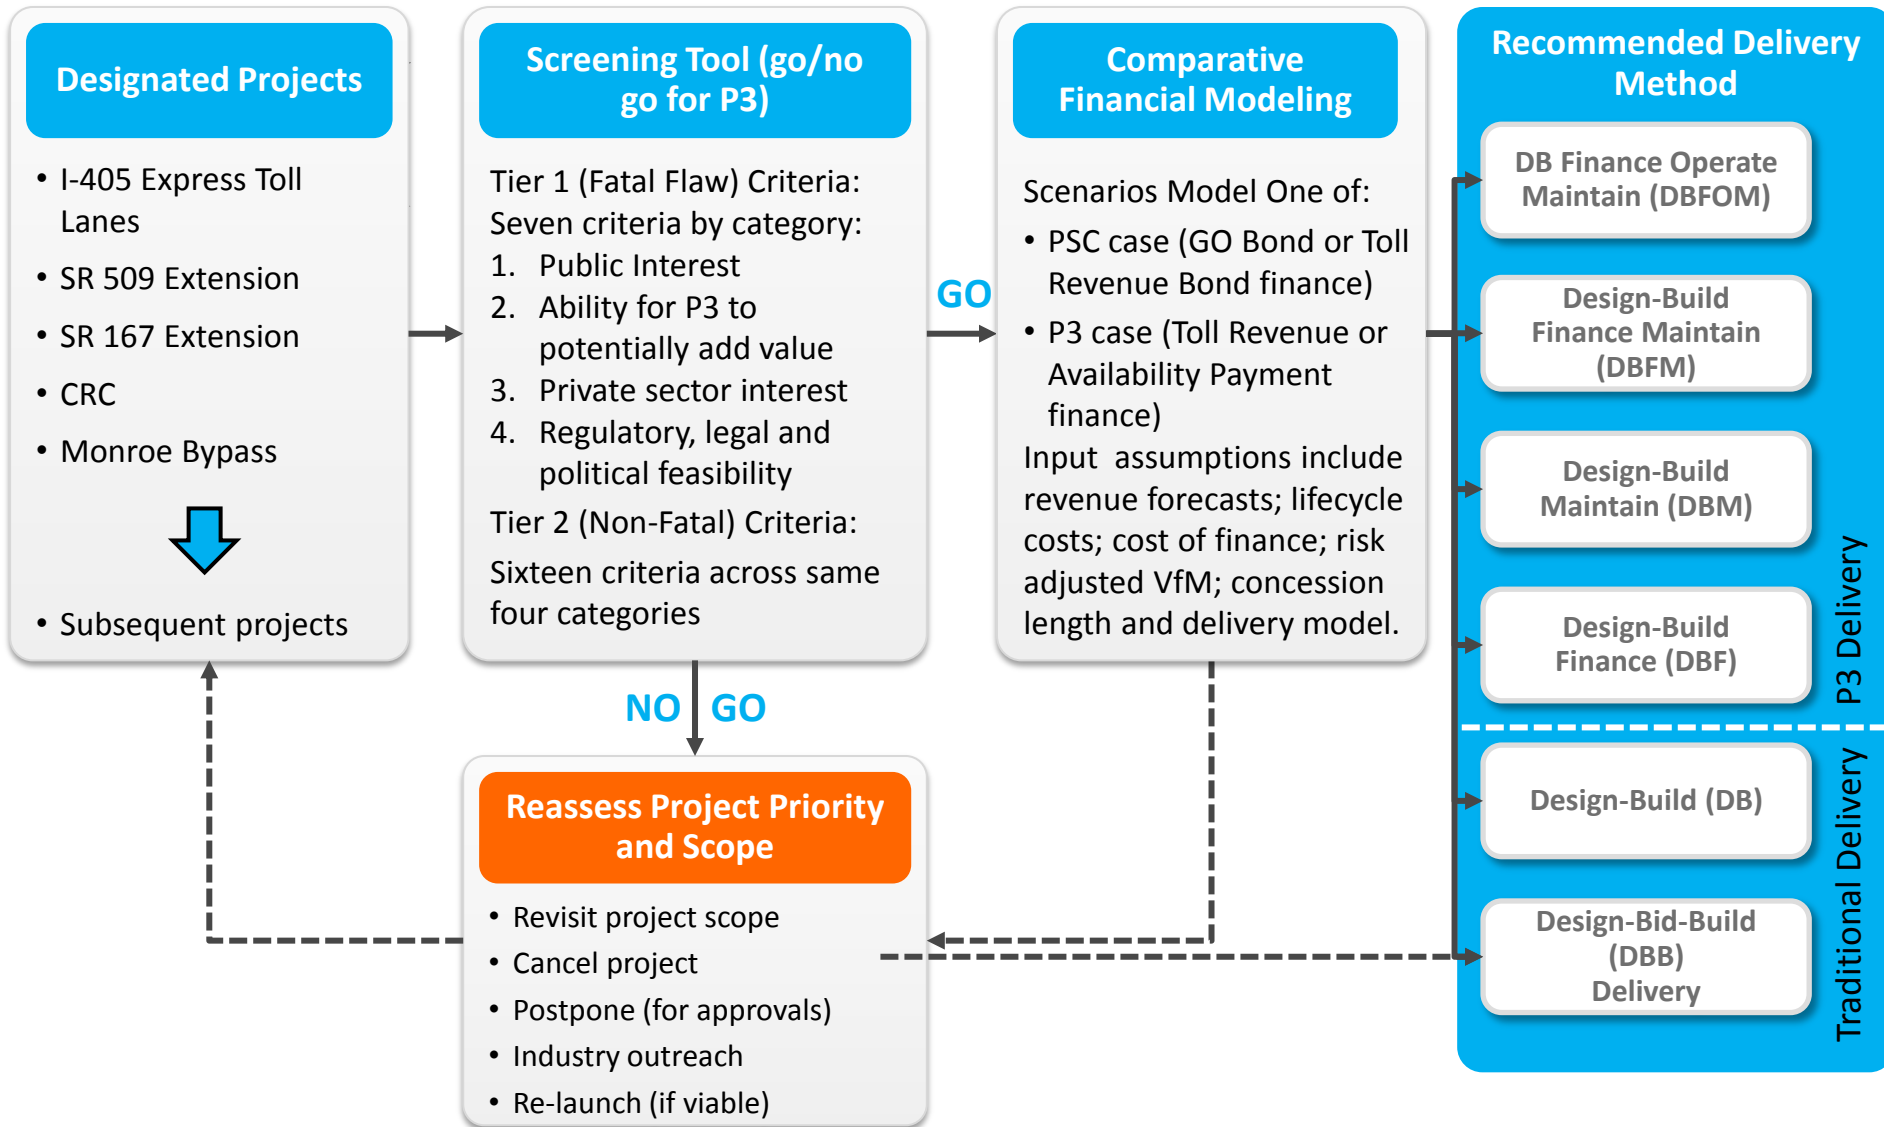 Designated Projects
• I-405 Express Toll
Lanes
• SR 509 Extension
• SR 167 Extension
• CRC
• Monroe Bypass
• Subsequent projects
Screening Tool (go/no
go for P3)
Tier 1 (Fatal Flaw) Criteria:
Seven criteria by category:
1. Public Interest
2. Ability for P3 to
potentially add value
3. Private sector interest
4. Regulatory, legal and
political feasibility
Tier 2 (Non-Fatal) Criteria:
Sixteen criteria across same
four categories
GO
NO GO
Comparative
Financial Modeling
Scenarios Model One of:
• PSC case (GO Bond or Toll
Revenue Bond finance)
• P3 case (Toll Revenue or
Availability Payment
finance)
Input assumptions include
revenue forecasts; lifecycle
costs; cost of finance; risk
adjusted VfM; concession
length and delivery model.
Reassess Project Priority
and Scope
• Revisit project scope
• Cancel project
• Postpone (for approvals)
• Industry outreach
• Re-launch (if viable)
Recommended Delivery
Method
DB Finance Operate
Maintain (DBFOM)
Design-Build
Finance Maintain
(DBFM)
Design-Build
Maintain (DBM)
Design-Build
Finance (DBF)
P3 Delivery
Design-Build (DB)
Design-Bid-Build
(DBB)
Delivery
Traditional Delivery